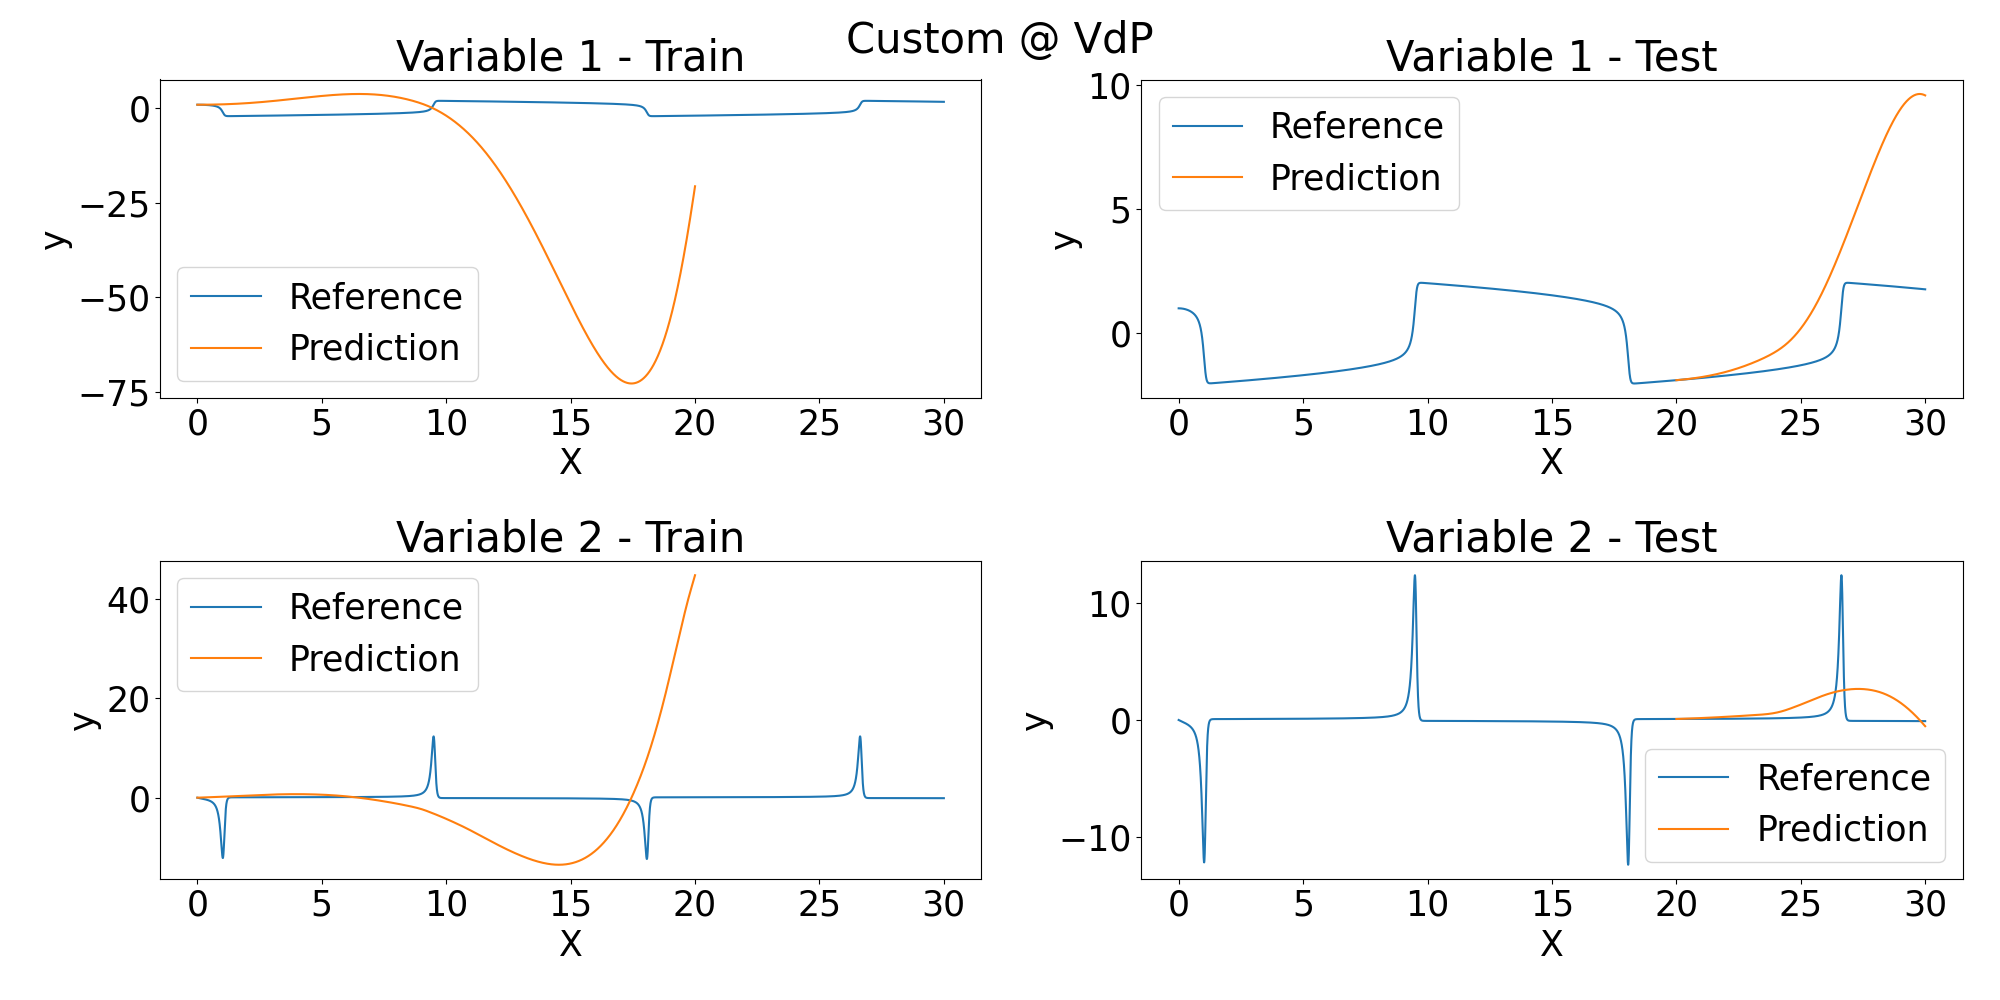 Custom @ VdP
Variable 1 - Train
0
−25
−50
−75
y
Reference
Prediction
0 5 10 15 20 25 30
X
Variable 1 - Test
10
5
0
y
Reference
Prediction
0 5 10 15 20 25 30
X
Variable 2 - Train
40
20
0
y
Reference
Prediction
0 5 10 15 20 25 30
X
Variable 2 - Test
10
0
−10
y
Reference
Prediction
0 5 10 15 20 25 30
X